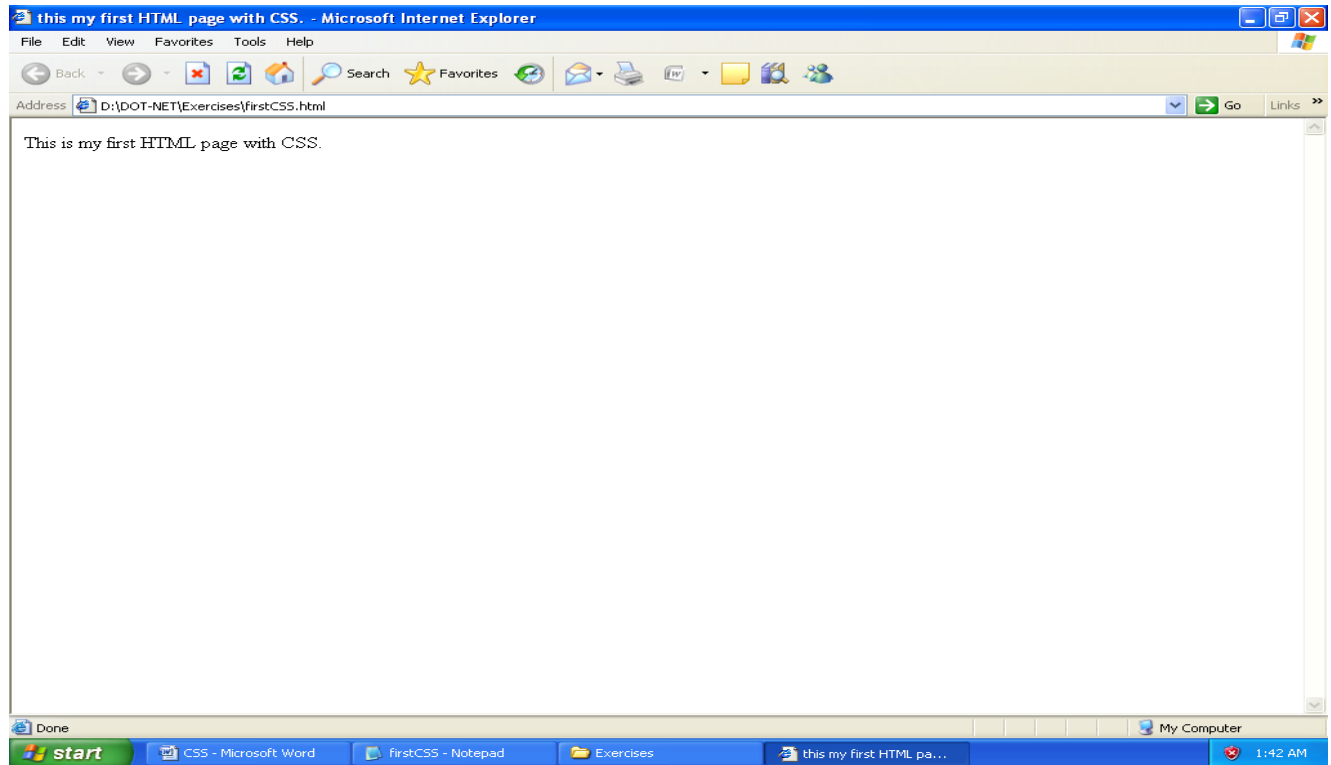 this my first HTML page with CSS. - Microsoft Internet Explorer
File Edit View Favorites Tools Help
Back Search Favorites
Address D:\DOT-NET\Exercises\firstCSS.html Go Links »
This is my first HTML page with CSS.
Done My Computer
start CSS - Microsoft Word firstCSS - Notepad Exercises this my first HTML pa... 1:42 AM